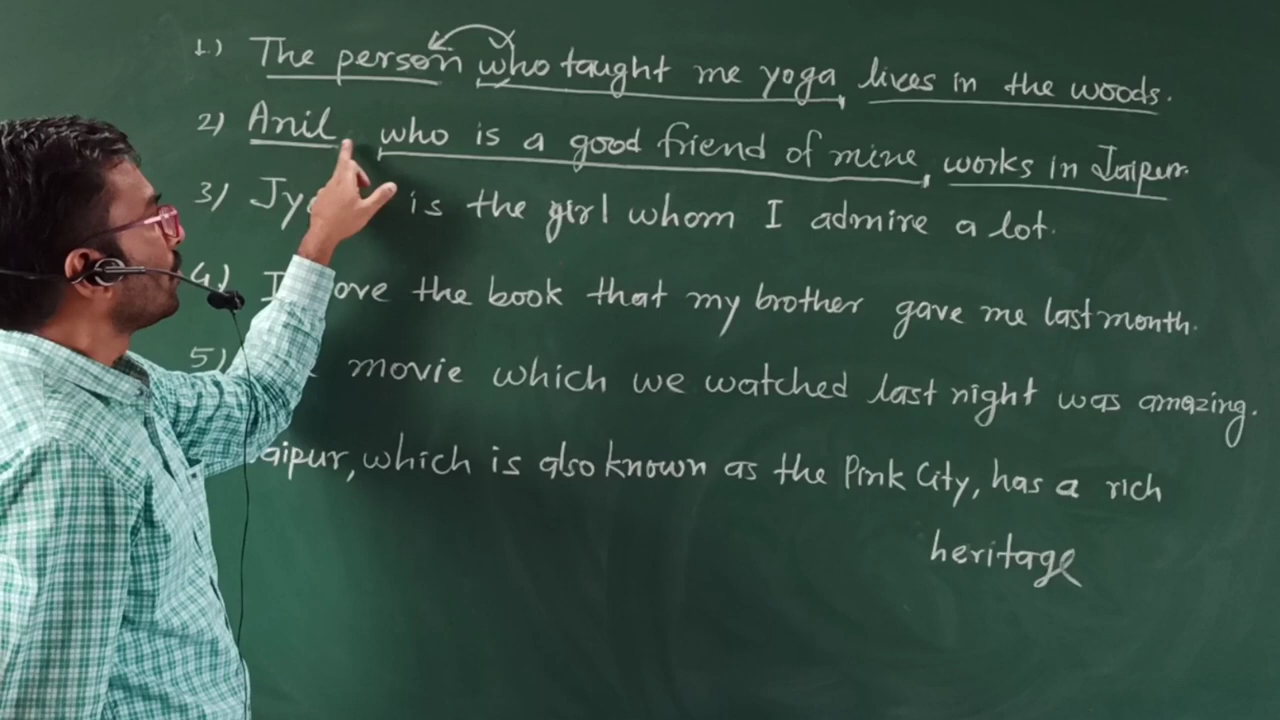 1) The person who taught me yoga, lives in the woods.
2) Anil, who is a good friend of mine, works in Jaipur.
3) is the girl whom I admire a lot.
4) I love the book that my brother gave me last month.
5) movie which we watched last night was amazing.
Jaipur, which is also known as the Pink City, has a rich
heritage